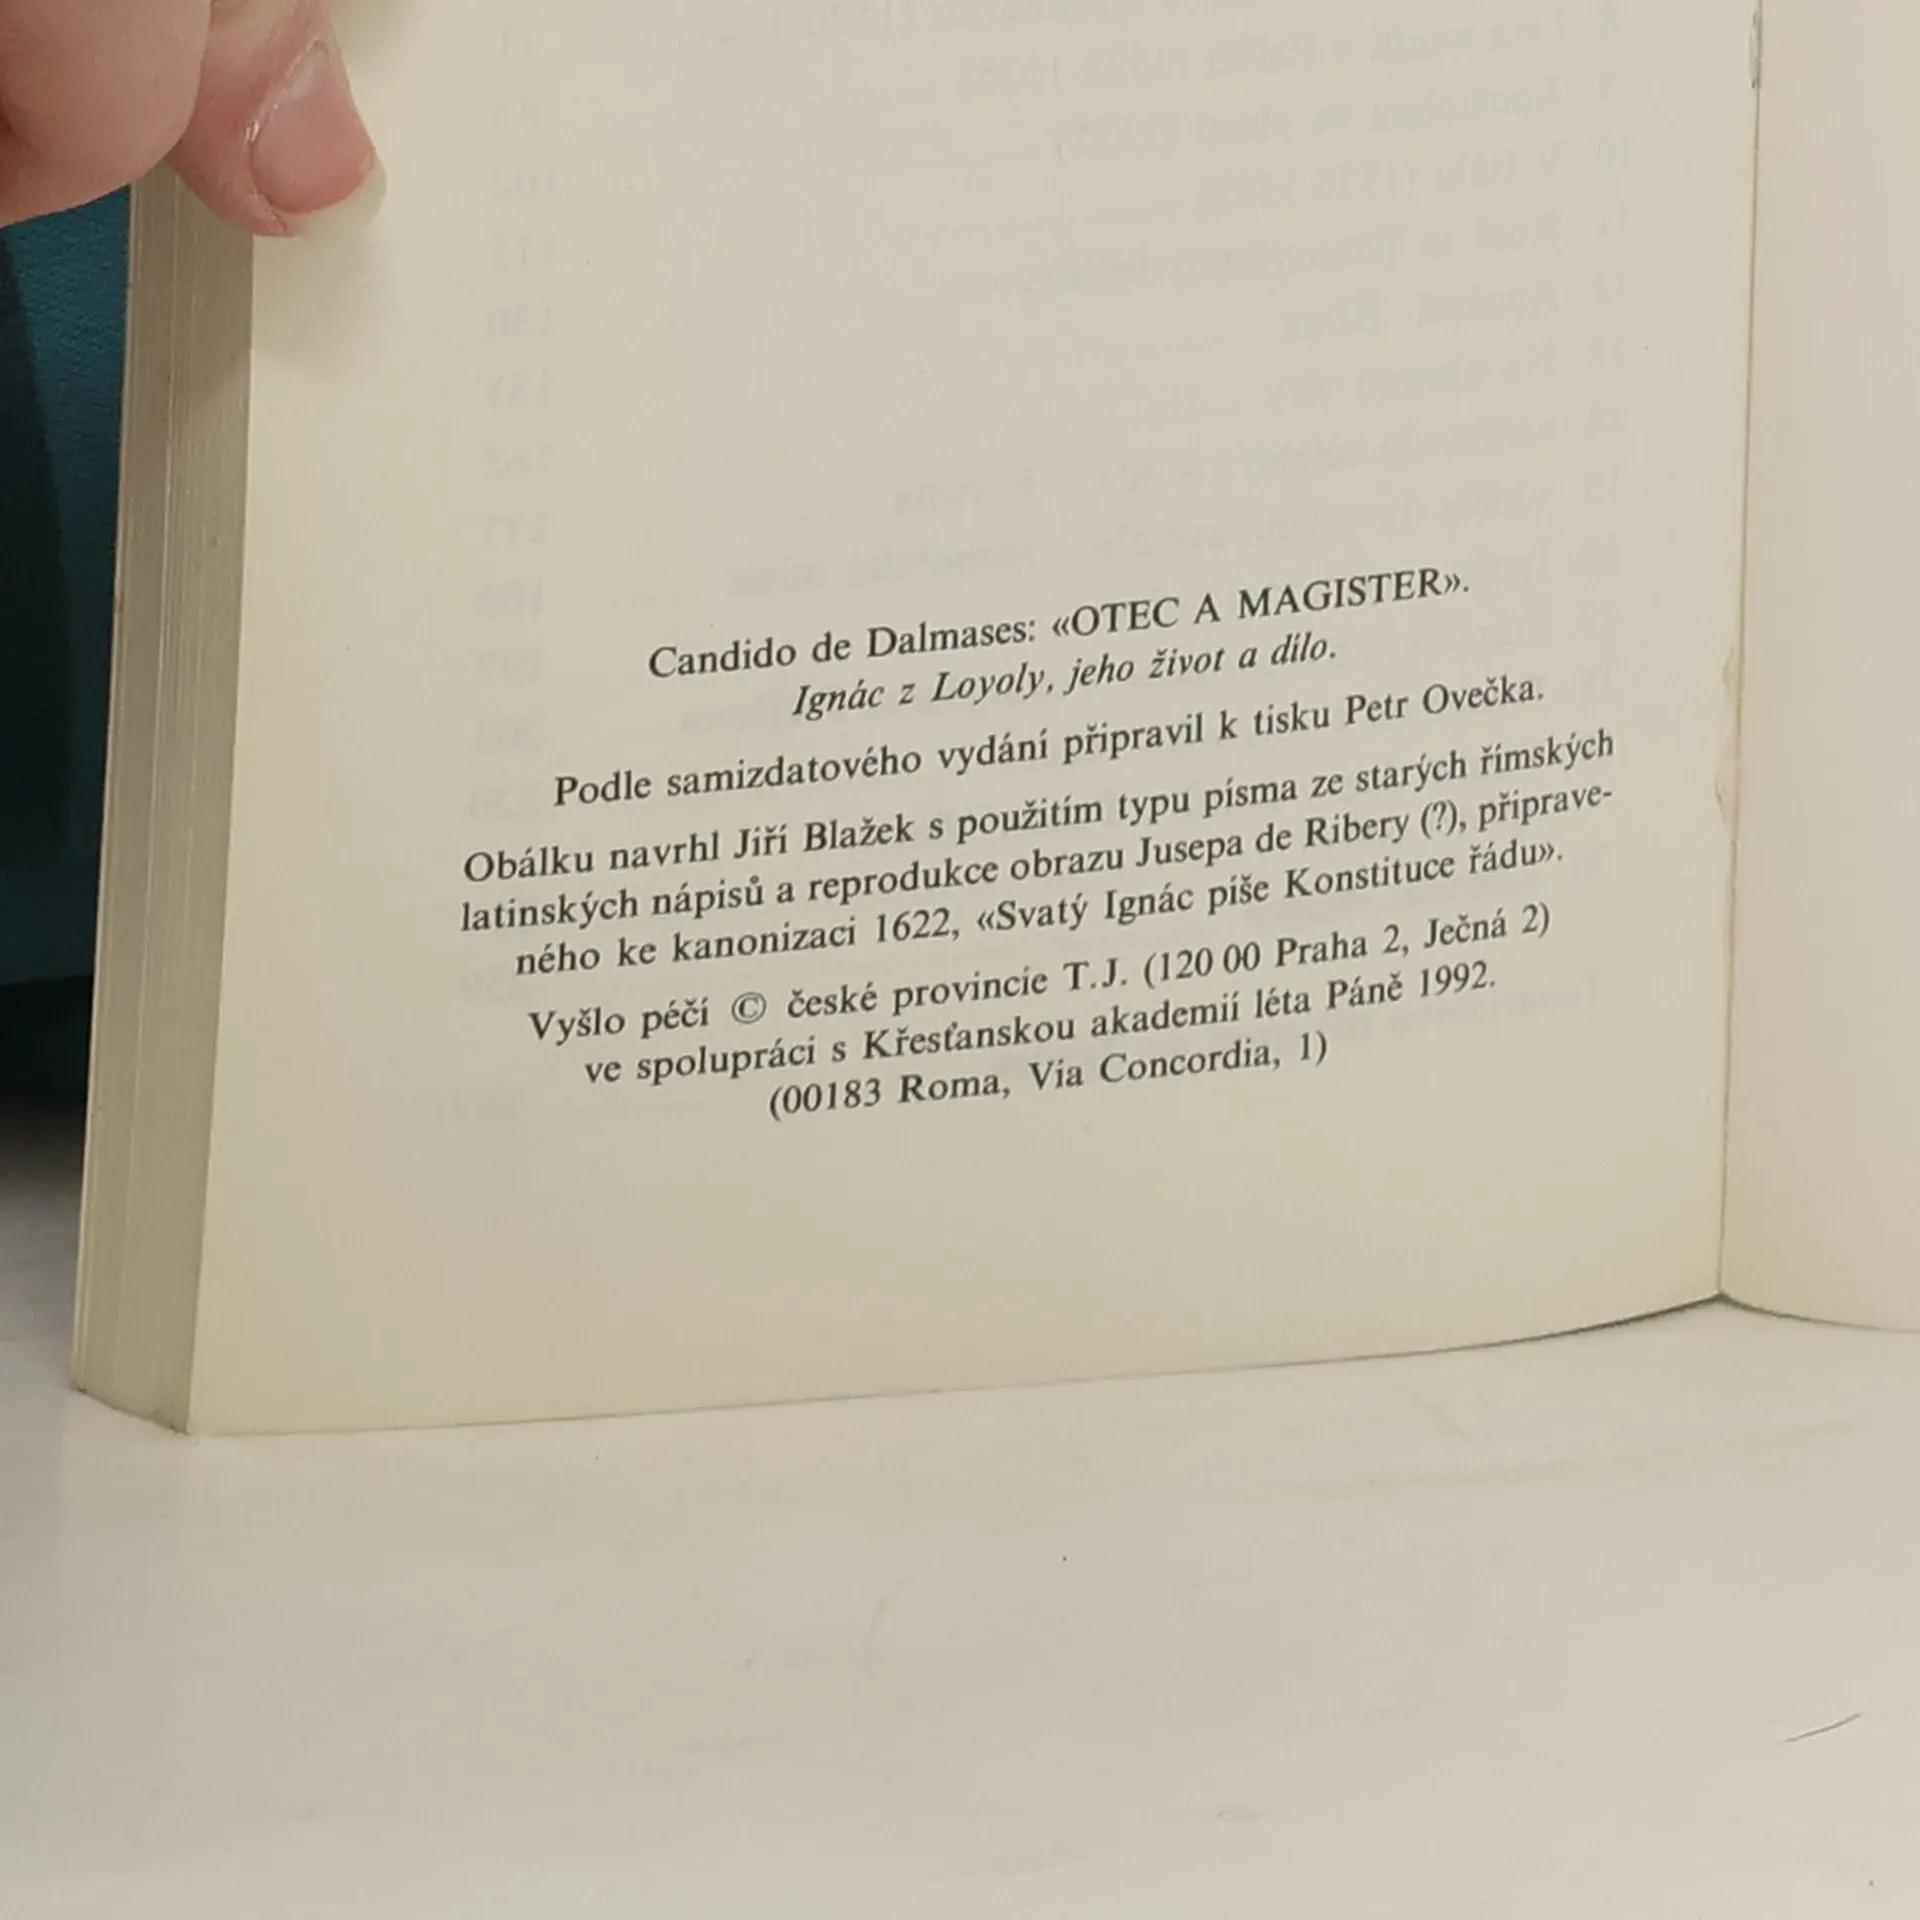 Candido de Dalmases: «OTEC A MAGISTER».
Ignác z Loyoly, jeho život a dílo.
Podle samizdatového vydání připravil k tisku Petr Ovečka.
Obálku navrhl Jiří Blažek s použitím typu písma ze starých římských
latinských nápisů a reprodukce obrazu Jusepa de Ribery (?), připrave-
ného ke kanonizaci 1622, «Svatý Ignác píše Konstituce řádu».
Vyšlo péčí © české provincie T.J. (120 00 Praha 2, Ječná 2)
ve spolupráci s Křesťanskou akademií léta Páně 1992.
(00183 Roma, Via Concordia, 1)